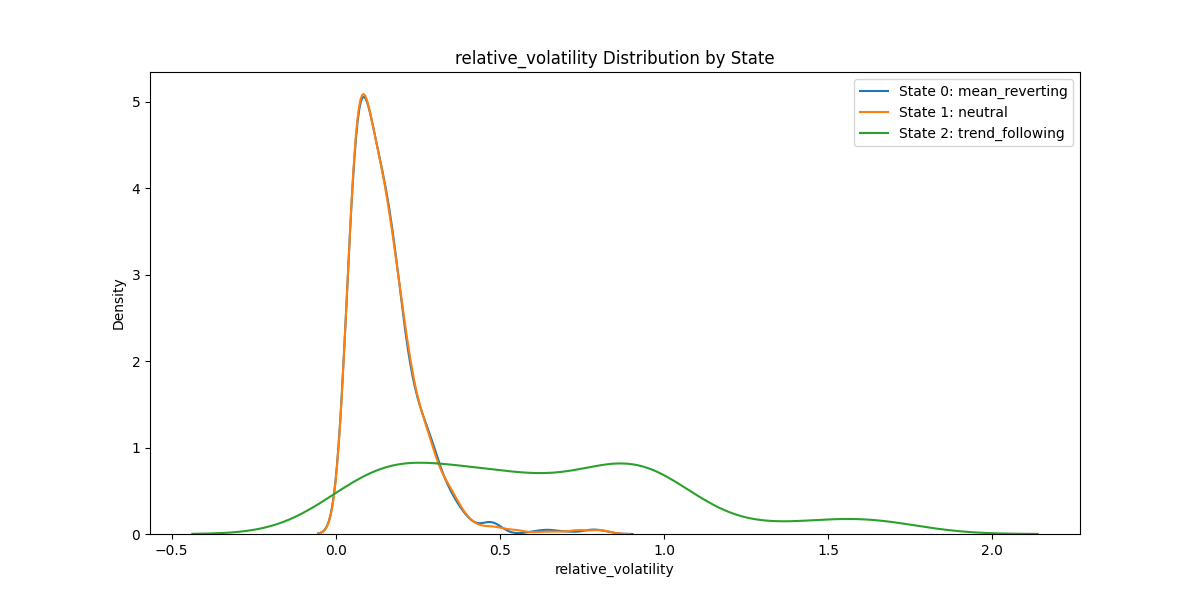 relative_volatility Distribution by State
State 0: mean_reverting
State 1: neutral
State 2: trend_following
Density
5
4
3
2
1
0
−0.5
0.0
0.5
1.0
1.5
2.0
relative_volatility